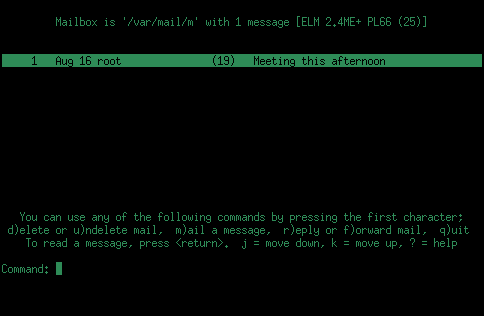 Mailbox is '/var/mail/m' with 1 message [ELM 2.4ME+ PL66 (25)]
1 Aug 16 root (19) Meeting this afternoon
You can use any of the following commands by pressing the first character;
d)elete or u)ndelete mail, m)ail a message, r)eply or f)orward mail, q)uit
To read a message, press <return>. j = move down, k = move up, ? = help
Command: